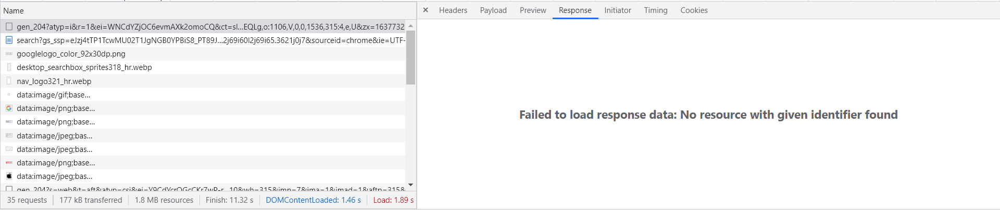 Name
gen_204?atyp=i&r=1&ei=WNCdYZjOC6evmAXk2omoCQ&ct=sl...EQLg,o:1106,V,0,0,1536,315:4,e,U&zx=1637732
search?gs_ssp=eJzj4tTP1TcwMU02T1JgNGB0YPBiS8_PT89J...2j69i60l2j69i65.3621j0j7&sourceid=chrome&ie=UTF-
googlelogo_color_92x30dp.png
desktop_searchbox_sprites318_hr.webp
nav_logo321_hr.webp
data:image/gif;base...
data:image/png;base...
data:image/png;base...
data:image/jpeg;bas...
data:image/jpeg;bas...
data:image/png;base...
data:image/jpeg;bas...
35 requests 177 kB transferred 1.8 MB resources Finish: 11.32 s DOMContentLoaded: 1.46 s Load: 1.89 s
× Headers Payload Preview Response Initiator Timing Cookies
Failed to load response data: No resource with given identifier found